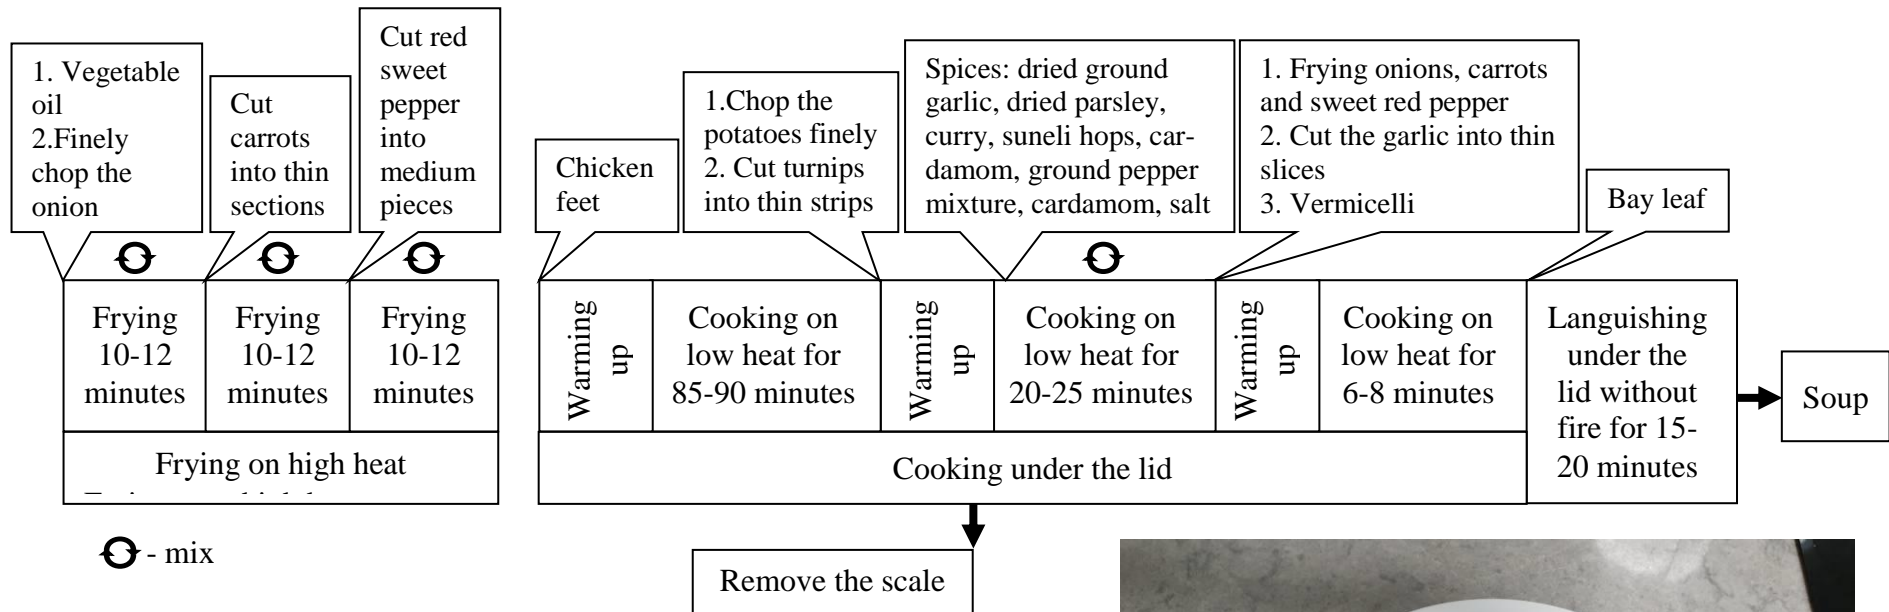 1. Vegetable
oil
2.Finely
chop the
onion
Cut
carrots
into thin
sections
Cut red
sweet
pepper
into
medium
pieces
Frying
10-12
minutes
Frying
10-12
minutes
Frying
10-12
minutes
Frying on high heat
- mix
Chicken
feet
1.Chop the
potatoes finely
2. Cut turnips
into thin strips
Spices: dried ground
garlic, dried parsley,
curry, suneli hops, car-
damom, ground pepper
mixture, cardamom, salt
1. Frying onions, carrots
and sweet red pepper
2. Cut the garlic into thin
slices
3. Vermicelli
Bay leaf
Warming
up
Cooking on
low heat for
85-90 minutes
Warming
up
Cooking on
low heat for
20-25 minutes
Warming
up
Cooking on
low heat for
6-8 minutes
Languishing
under the
lid without
fire for 15-
20 minutes
Soup
Cooking under the lid
Remove the scale